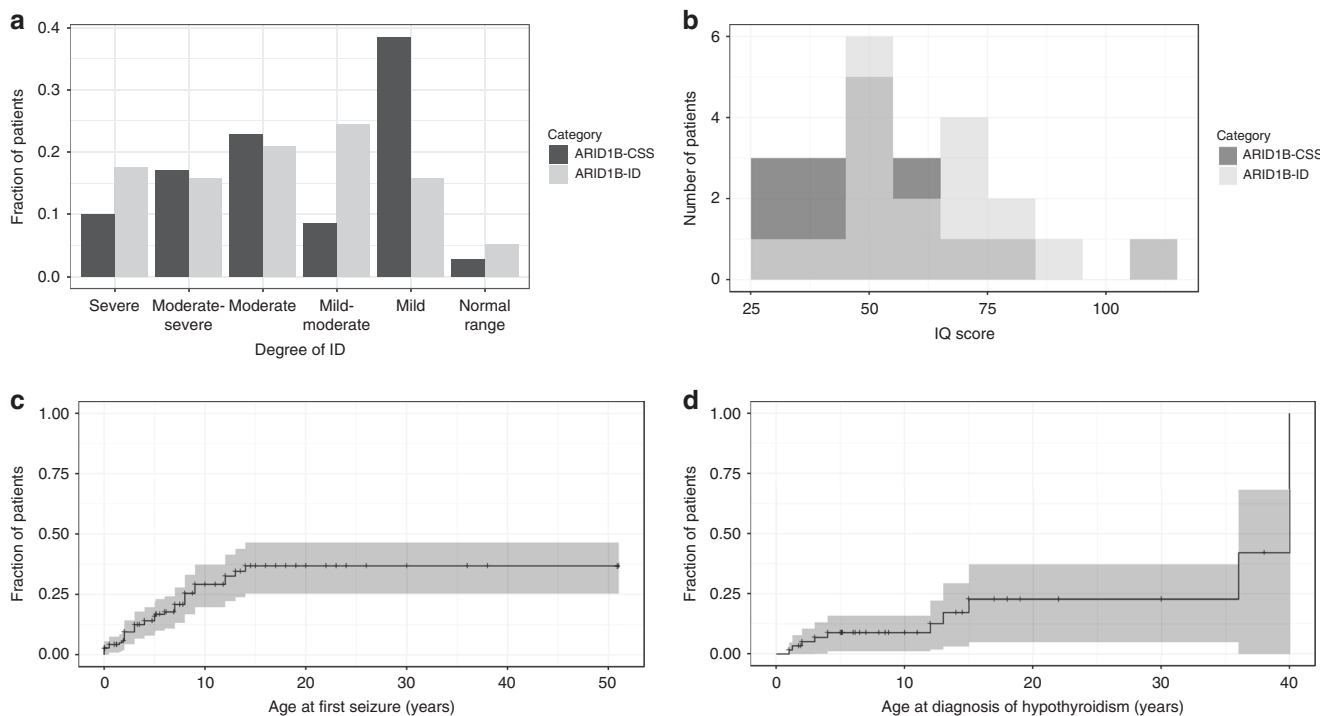 a
0.4
0.3
0.2
0.1
0.0
Fraction of patients
Severe
Moderate-
severe
Moderate
Mild-
moderate
Mild
Normal
range
Degree of ID
Category
ARID1B-CSS
ARID1B-ID
b
6
4
2
0
Number of patients
25
50
75
100
IQ score
Category
ARID1B-CSS
ARID1B-ID
c
1.00
0.75
0.50
0.25
0.00
Fraction of patients
0
10
20
30
40
50
Age at first seizure (years)
d
1.00
0.75
0.50
0.25
0.00
Fraction of patients
0
10
20
30
40
Age at diagnosis of hypothyroidism (years)